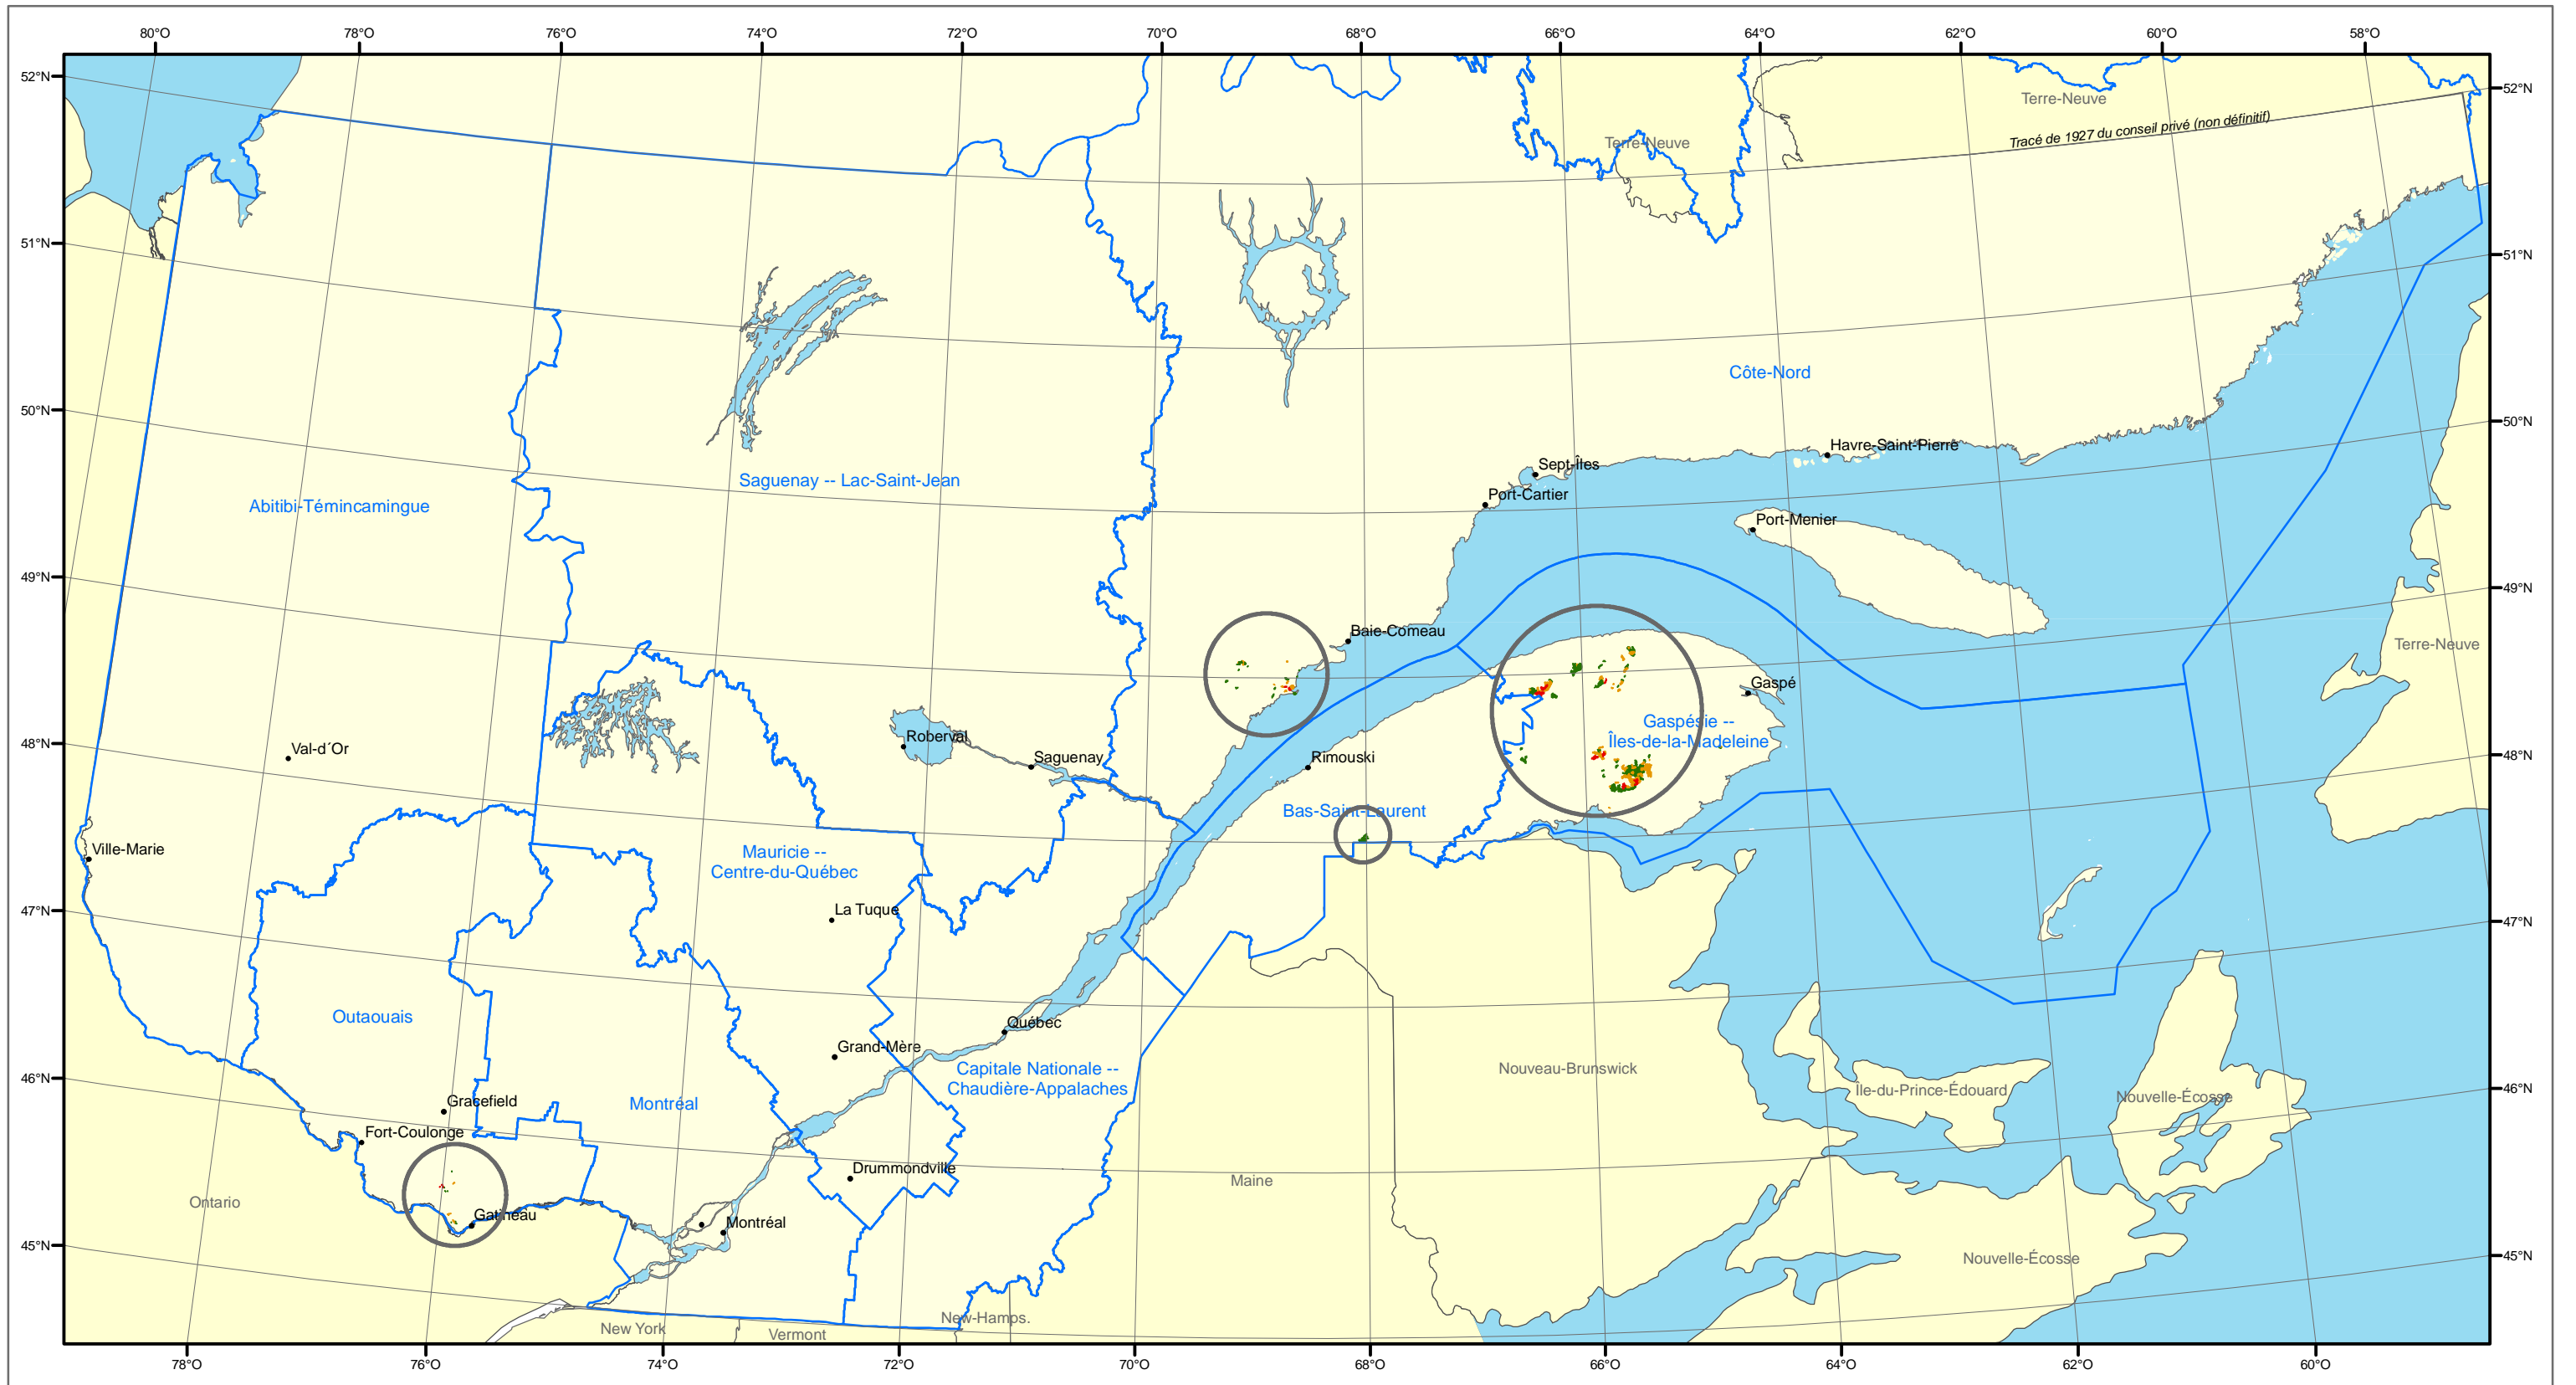 80°O 78°O 76°O 74°O 72°O 70°O 68°O 66°O 64°O 62°O 60°O 58°O
52°N
52°N
Terre-Neuve
Tracé de 1927 du conseil privé (non définitif)
Terre-Neuve
51°N
51°N
Côte-Nord
50°N
50°N
Havre-Saint-Pierre
Sept-Îles
Saguenay -- Lac-Saint-Jean
Port-Cartier
Abitibi-Témincamingue
Port-Menier
49°N
49°N
Baie-Comeau
Terre-Neuve
Gaspé
Gaspésie --
Îles-de-la-Madeleine
Roberval
48°N
48°N
Val-d´Or
Saguenay
Rimouski
Bas-Saint-Laurent
Ville-Marie
Mauricie --
Centre-du-Québec
La Tuque
47°N
47°N
Outaouais
Québec
Grand-Mère
Capitale Nationale --
Chaudière-Appalaches
Nouveau-Brunswick
46°N
46°N
Île-du-Prince-Édouard
Nouvelle-Écosse
Gracefield
Montréal
Fort-Coulonge
Drummondville
Maine
Ontario
Gatineau
Montréal
45°N
45°N
Nouvelle-Écosse
New-Hamps.
New York
Vermont
78°O 76°O 74°O 72°O 70°O 68°O 66°O 64°O 62°O 60°O